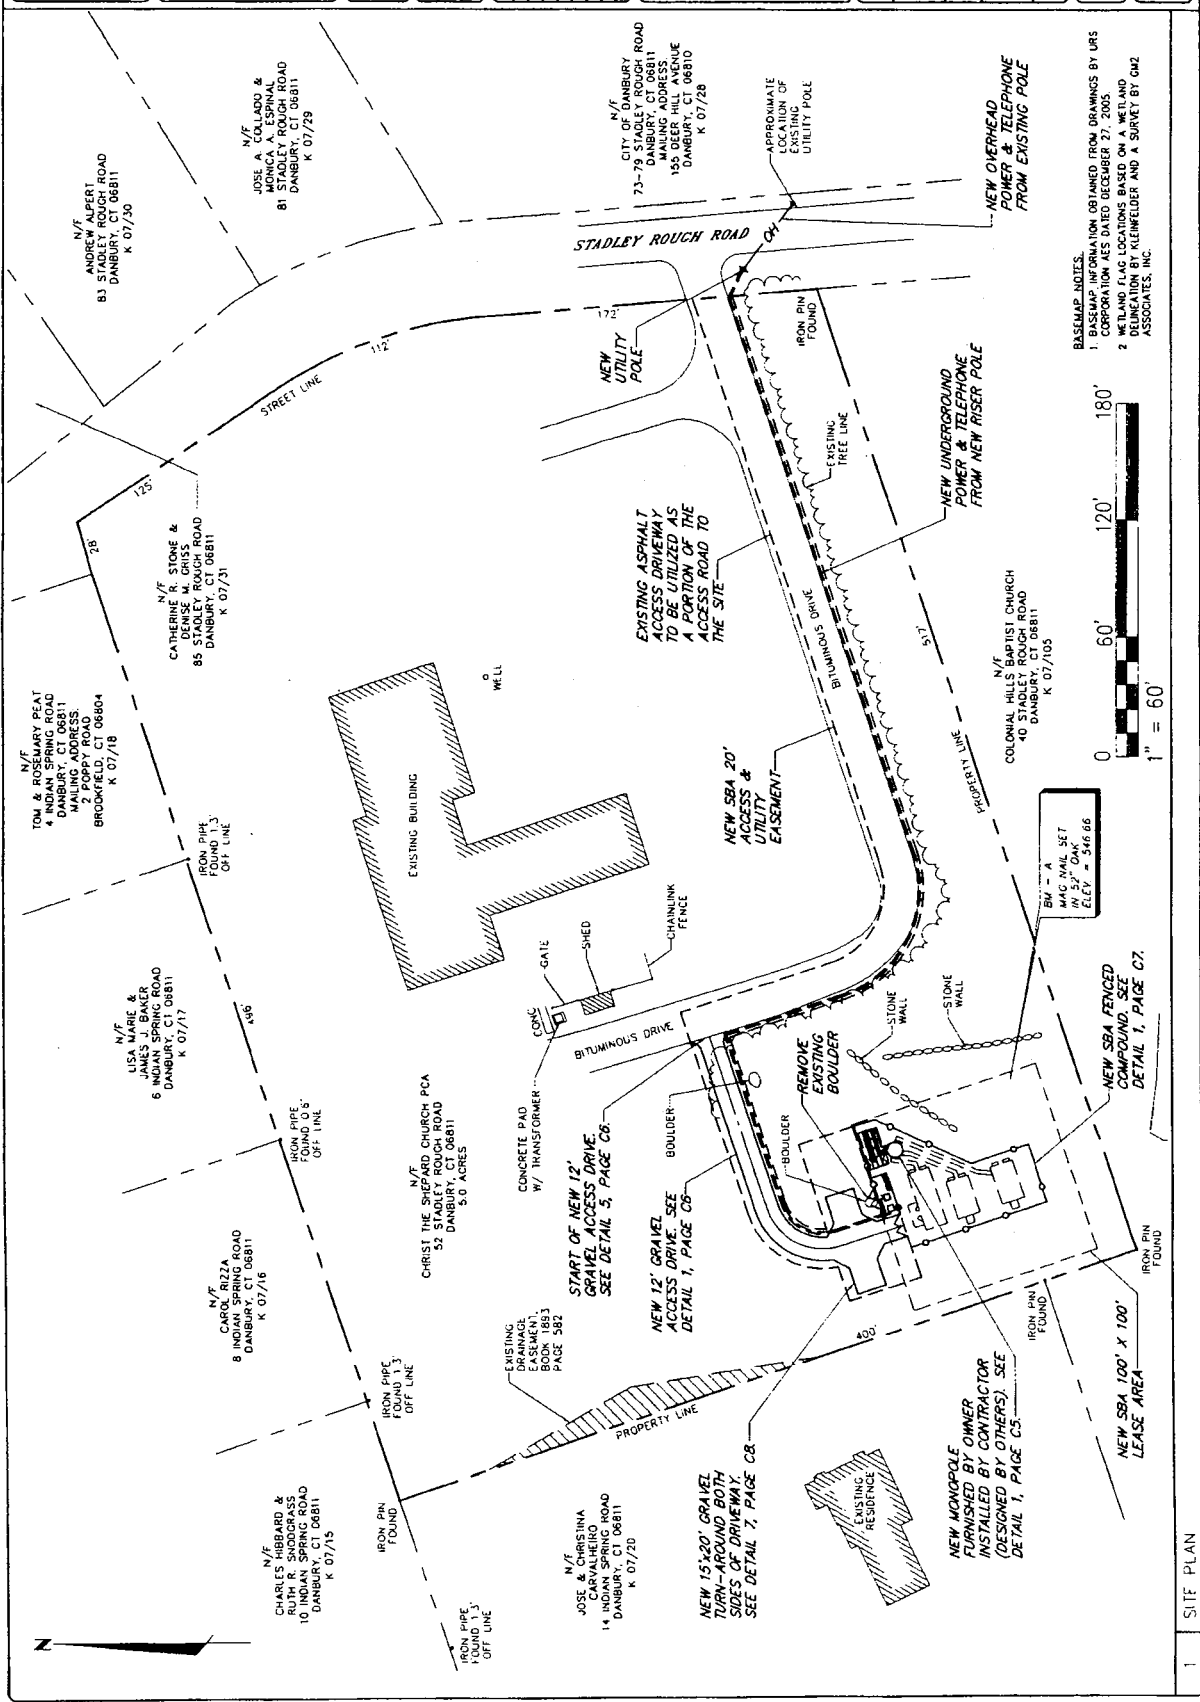 N/F
ANDREW ALPERT
83 STADLEY ROUGH ROAD
DANBURY, CT 06811
K 07/30
N/F
JOSE A. COLLADO &
MONICA A. ESPINAL
81 STADLEY ROUGH ROAD
DANBURY, CT 06811
K 07/29
N/F
CITY OF DANBURY
73-79 STADLEY ROUGH ROAD
DANBURY, CT 06811
MAILING ADDRESS.
155 DEER HILL AVENUE
DANBURY, CT 06810
K 07/28
APPROXIMATE
LOCATION OF
EXISTING
UTILITY POLE
NEW OVERHEAD
POWER & TELEPHONE
FROM EXISTING POLE
STADLEY ROUGH ROAD
OH
N/F
CATHERINE R. STONE &
DENISE M. GRISS
85 STADLEY ROUGH ROAD
DANBURY, CT 06811
K 07/31
28'
125'
STREET LINE
112'
172'
NEW
UTILITY
POLE
IRON PIN
FOUND
EXISTING
TREE LINE
NEW UNDERGROUND
POWER & TELEPHONE
FROM NEW RISER POLE
BASEMAP NOTES.
1. BASEMAP INFORMATION OBTAINED FROM DRAWINGS BY URS
CORPORATION AES DATED DECEMBER 27, 2005.
2 WETLAND FLAG LOCATIONS BASED ON A WETLAND
DELINEATION BY KLEINFELDER AND A SURVEY BY GM2
ASSOCIATES, INC.
N/F
TOM & ROSEMARY PEAT
4 INDIAN SPRING ROAD
DANBURY, CT 06811
MAILING ADDRESS.
2 POPPY ROAD
BROOKFIELD, CT 06804
K 07/18
IRON PIPE
FOUND 1.3'
OFF LINE
EXISTING BUILDING
WELL
EXISTING ASPHALT
ACCESS DRIVEWAY
TO BE UTILIZED AS
A PORTION OF THE
ACCESS ROAD TO
THE SITE
BITUMINOUS DRIVE
NEW SBA 20'
ACCESS &
UTILITY
EASEMENT
517'
PROPERTY LINE
N/F
COLONIAL HILLS BAPTIST CHURCH
40 STADLEY ROUGH ROAD
DANBURY, CT 06811
K 07/105
0 60' 120' 180'
1" = 60'
N/F
LISA MARIE &
JAMES J. BAKER
6 INDIAN SPRING ROAD
DANBURY, CT 06811
K 07/17
496'
IRON PIPE
FOUND 0 6'
OFF LINE
N/F
CHRIST THE SHEPARD CHURCH PCA
52 STADLEY ROUGH ROAD
DANBURY, CT 06811
5.0 ACRES
CONC
GATE
SHED
CHAINLINK
FENCE
CONCRETE PAD
W/ TRANSFORMER
BITUMINOUS DRIVE
START OF NEW 12'
GRAVEL ACCESS DRIVE.
SEE DETAIL 5, PAGE C6.
BOULDER
NEW 12' GRAVEL
ACCESS DRIVE. SEE
DETAIL 1, PAGE C6
BOULDER
REMOVE
EXISTING
BOULDER
STONE
WALL
STONE
WALL
BM - A
MAG NAIL SET
IN 52" OAK
ELEV = 546 66
NEW SBA FENCED
COMPOUND. SEE
DETAIL 1, PAGE C7.
N/F
CAROL RIZZA
8 INDIAN SPRING ROAD
DANBURY, CT 06811
K 07/16
IRON PIPE
FOUND 1 3'
OFF LINE
EXISTING
DRAINAGE
EASEMENT.
BOOK 1893
PAGE 582
PROPERTY LINE
400'
IRON PIN
FOUND
IRON PIN
FOUND
NEW SBA 100' X 100'
LEASE AREA
N/F
CHARLES HIBBARD &
RUTH R. SNODGRASS
10 INDIAN SPRING ROAD
DANBURY, CT 06811
K 07/15
IRON PIN
FOUND
IRON PIPE
FOUND 1.3'
OFF LINE
N/F
JOSE & CHRISTINA
CARVALHEIRO
14 INDIAN SPRING ROAD
DANBURY, CT 06811
K 07/20
NEW 15'x20' GRAVEL
TURN-AROUND BOTH
SIDES OF DRIVEWAY.
SEE DETAIL 7, PAGE C8.
EXISTING
RESIDENCE
NEW MONOPOLE
FURNISHED BY OWNER
INSTALLED BY CONTRACTOR
(DESIGNED BY OTHERS). SEE
DETAIL 1, PAGE C5.
N
1 SITE PLAN